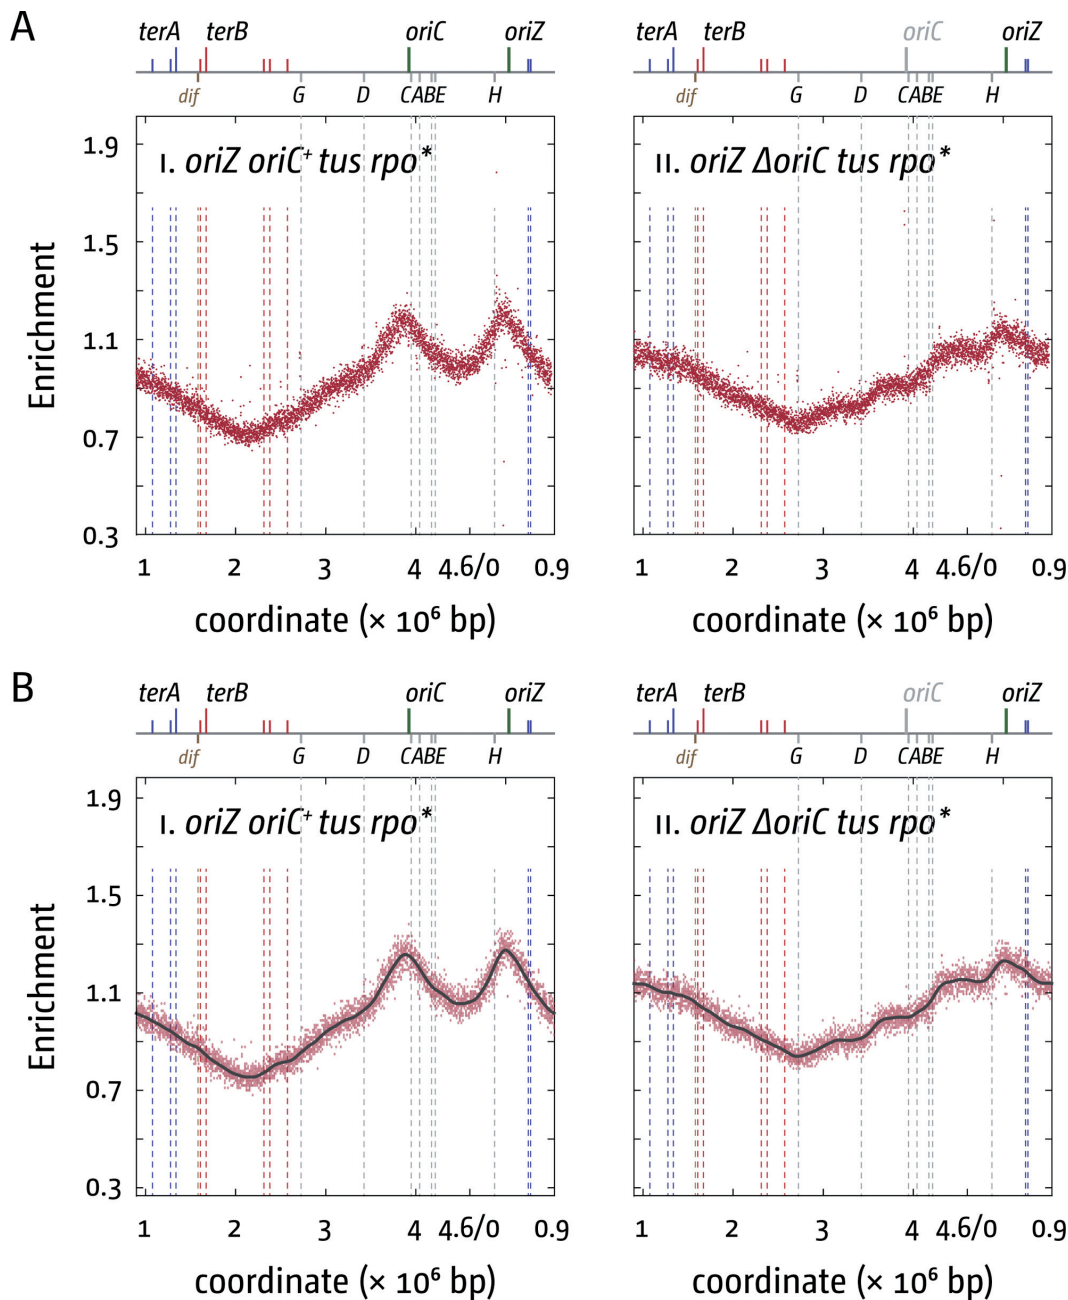 A
terA terB oriC oriZ
dif G D CABE H
I. oriZ oriC⁺ tus rpo*
1.9
1.5
1.1
0.7
0.3
Enrichment
1 2 3 4 4.6/0 0.9
coordinate (× 10⁶ bp)
terA terB oriC oriZ
dif G D CABE H
II. oriZ ΔoriC tus rpo*
1 2 3 4 4.6/0 0.9
coordinate (× 10⁶ bp)
B
terA terB oriC oriZ
dif G D CABE H
I. oriZ oriC⁺ tus rpo*
1.9
1.5
1.1
0.7
0.3
Enrichment
1 2 3 4 4.6/0 0.9
coordinate (× 10⁶ bp)
terA terB oriC oriZ
dif G D CABE H
II. oriZ ΔoriC tus rpo*
1 2 3 4 4.6/0 0.9
coordinate (× 10⁶ bp)